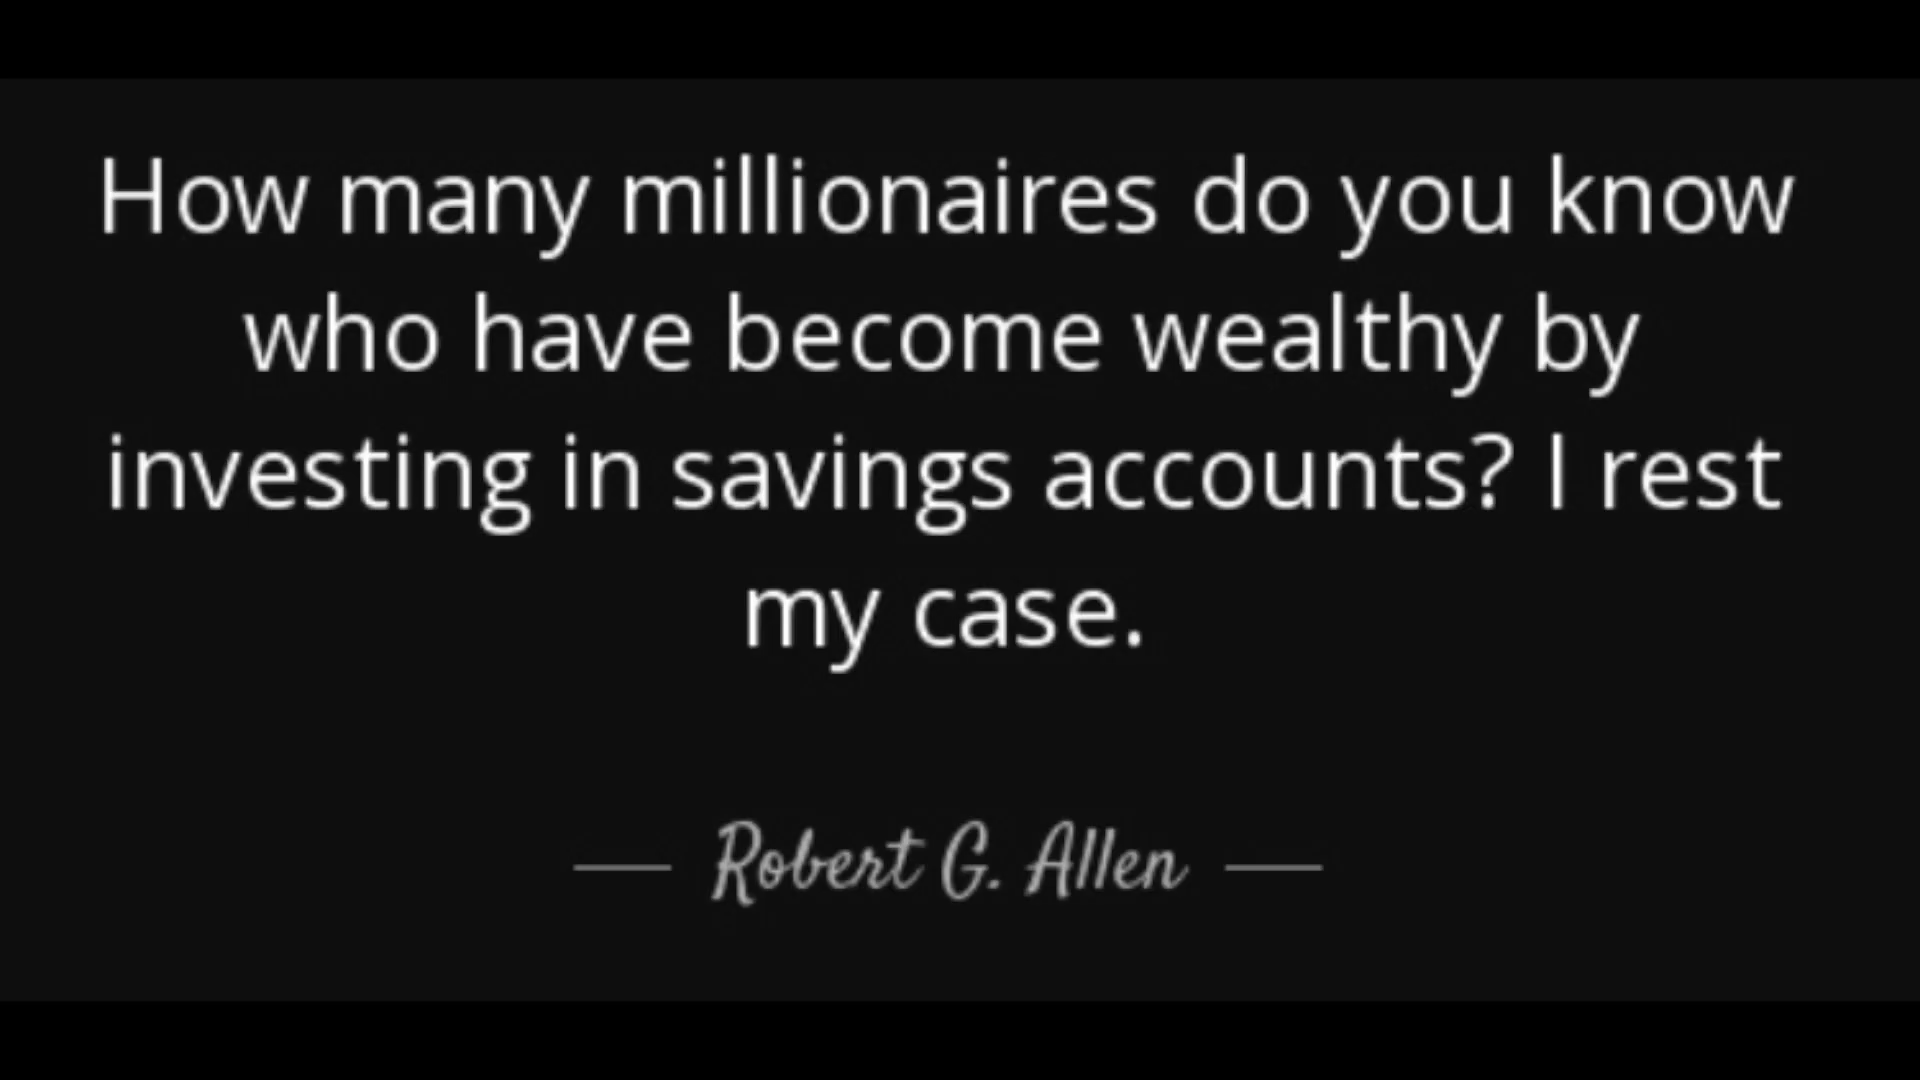 How many millionaires do you know
who have become wealthy by
investing in savings accounts? I rest
my case.
Robert G. Allen